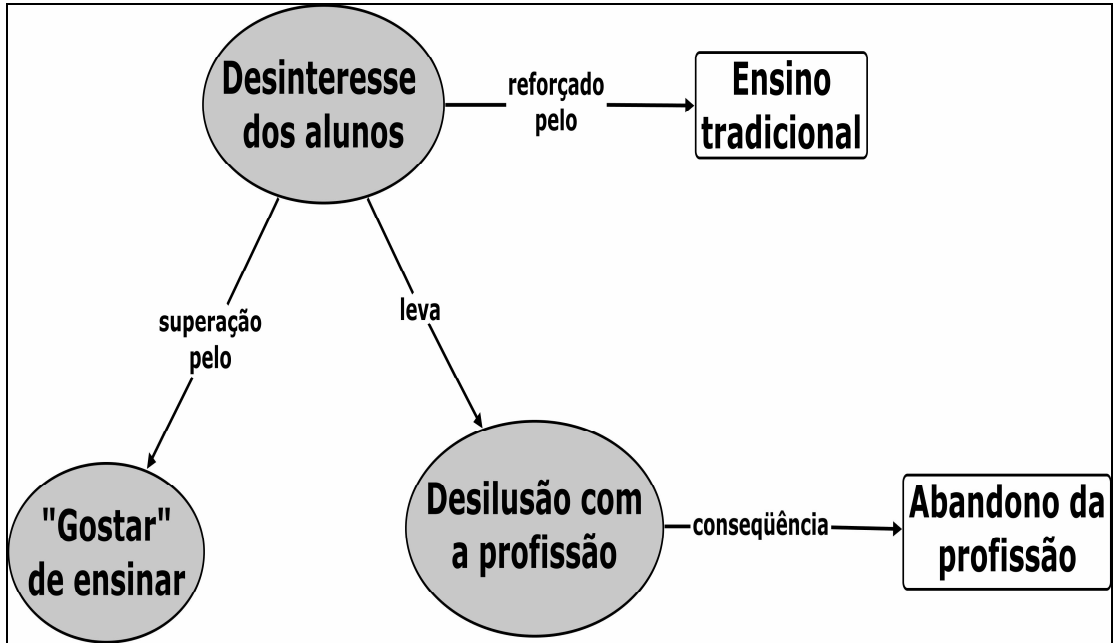 Desinteresse
dos alunos
reforçado
pelo
Ensino
tradicional
superação
pelo
leva
"Gostar"
de ensinar
Desilusão com
a profissão
conseqüência
Abandono da
profissão